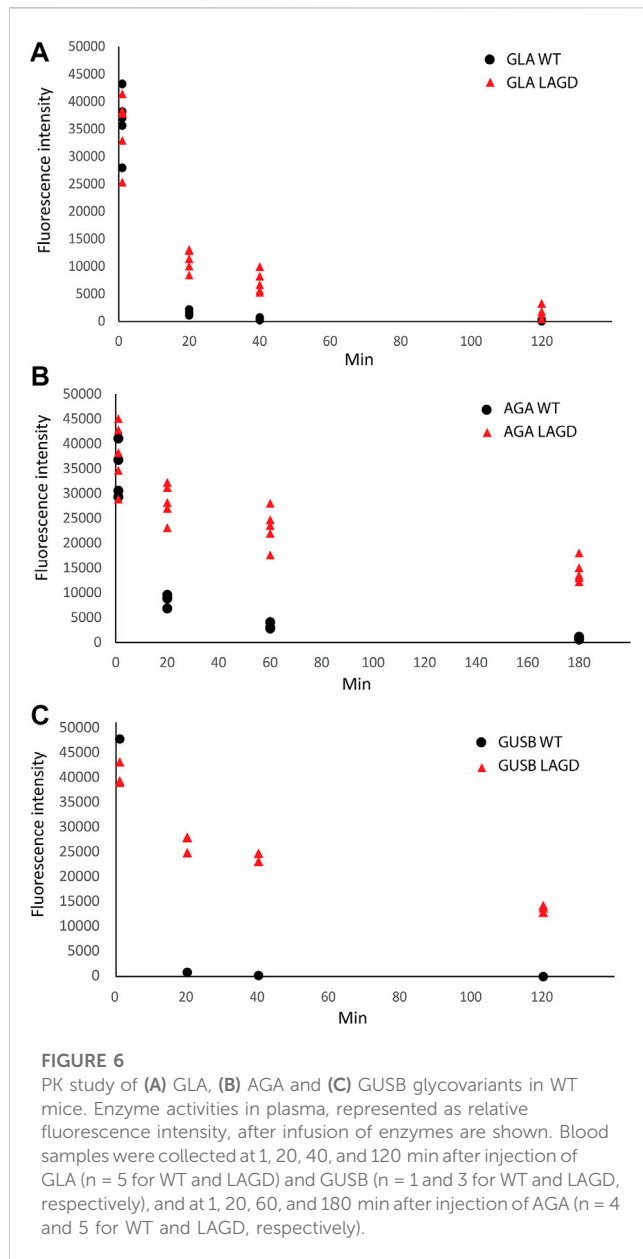 A
Fluorescence intensity
50000
45000
40000
35000
30000
25000
20000
15000
10000
5000
0
GLA WT
GLA LAGD
0 20 40 60 80 100 120
Min
B
Fluorescence intensity
50000
45000
40000
35000
30000
25000
20000
15000
10000
5000
0
AGA WT
AGA LAGD
0 20 40 60 80 100 120 140 160 180
Min
C
Fluorescence intensity
50000
45000
40000
35000
30000
25000
20000
15000
10000
5000
0
GUSB WT
GUSB LAGD
0 20 40 60 80 100 120
Min
FIGURE 6
PK study of (A) GLA, (B) AGA and (C) GUSB glycovariants in WT
mice. Enzyme activities in plasma, represented as relative
fluorescence intensity, after infusion of enzymes are shown. Blood
samples were collected at 1, 20, 40, and 120 min after injection of
GLA (n = 5 for WT and LAGD) and GUSB (n = 1 and 3 for WT and LAGD,
respectively), and at 1, 20, 60, and 180 min after injection of AGA (n = 4
and 5 for WT and LAGD, respectively).